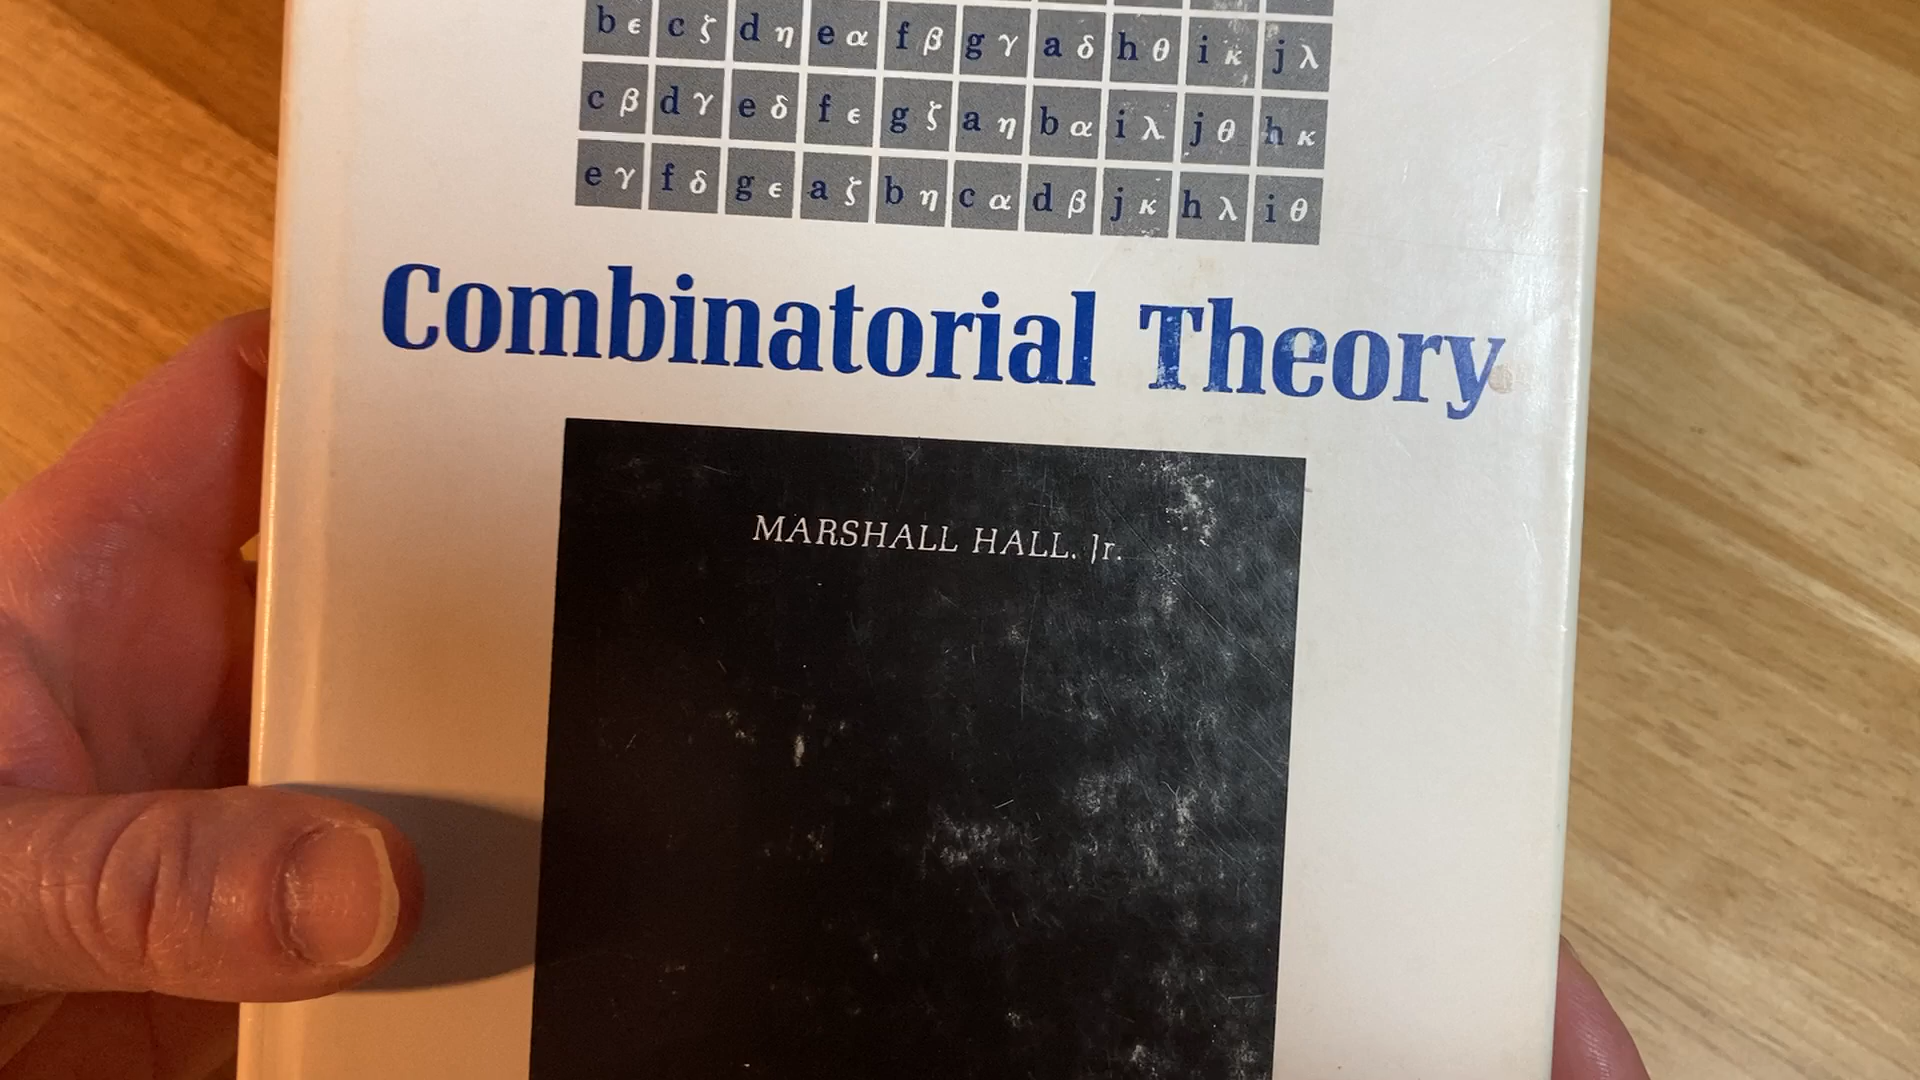 b ϵ c ζ d η e α f β g γ a δ h θ i κ j λ
c β d γ e δ f ϵ g ζ a η b α i λ j θ h κ
e γ f δ g ϵ a ζ b η c α d β j κ h λ i θ
Combinatorial Theory
MARSHALL HALL, Jr.